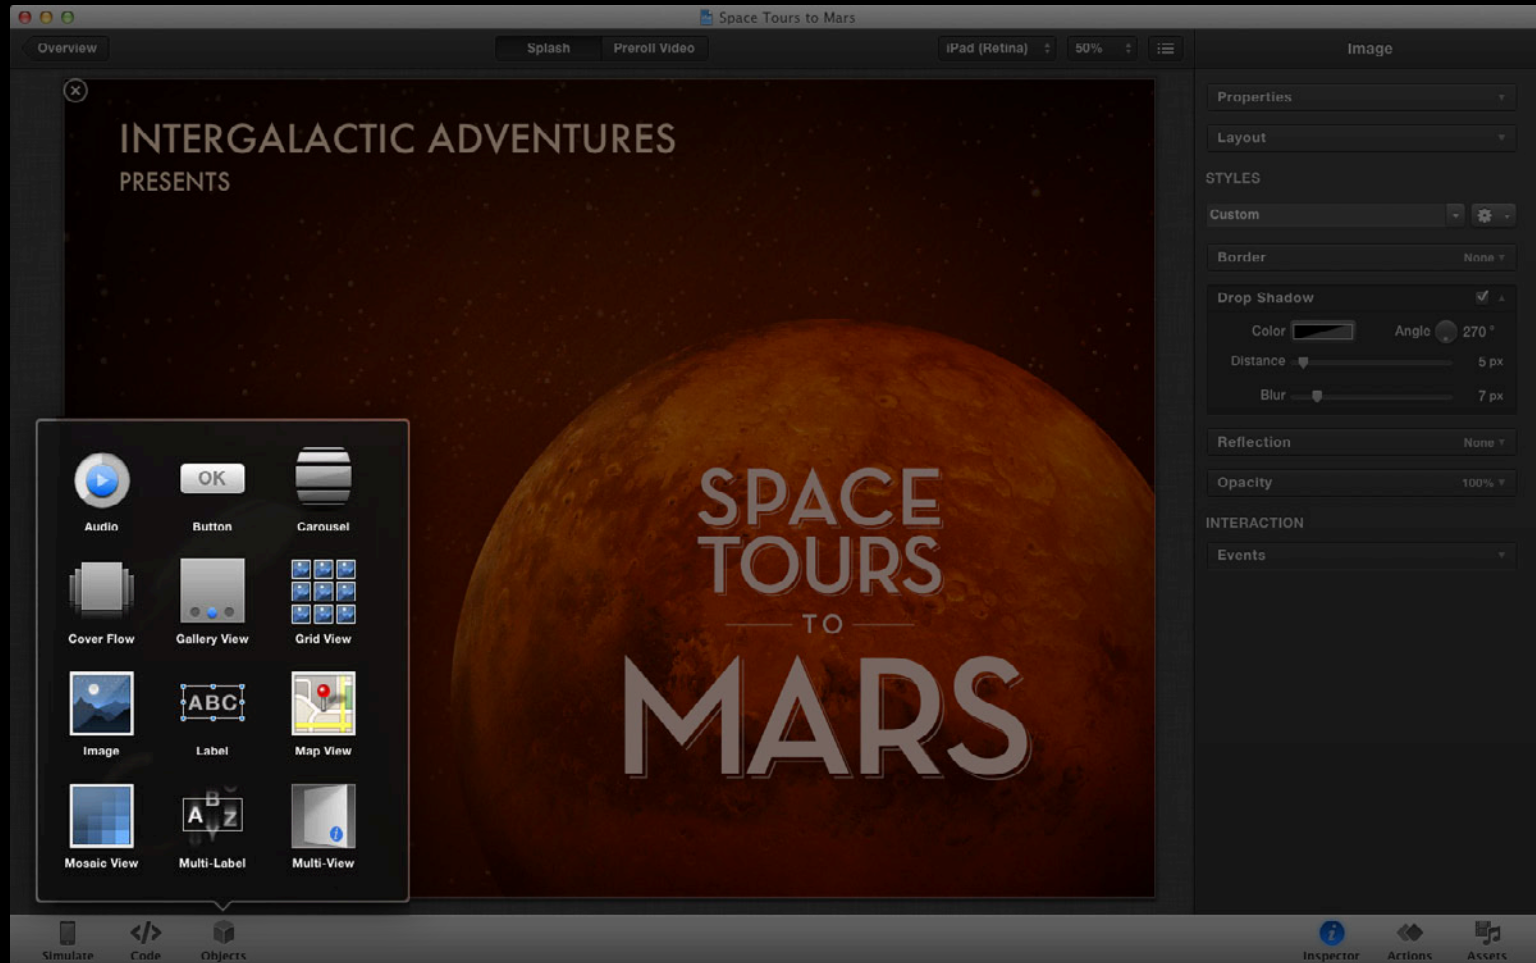 Space Tours to Mars
Overview
Splash
Preroll Video
iPad (Retina)
50%
Image
INTERGALACTIC ADVENTURES
PRESENTS
SPACE
TOURS
TO
MARS
Audio
OK
Button
Carousel
Cover Flow
Gallery View
Grid View
Image
ABC
Label
Map View
Mosaic View
A B Z
Multi-Label
i
Multi-View
Properties
Layout
STYLES
Custom
Border None
Drop Shadow
Color Angle 270 °
Distance 5 px
Blur 7 px
Reflection None
Opacity 100%
INTERACTION
Events
Simulate
Code
Objects
i
Inspector
Actions
Assets